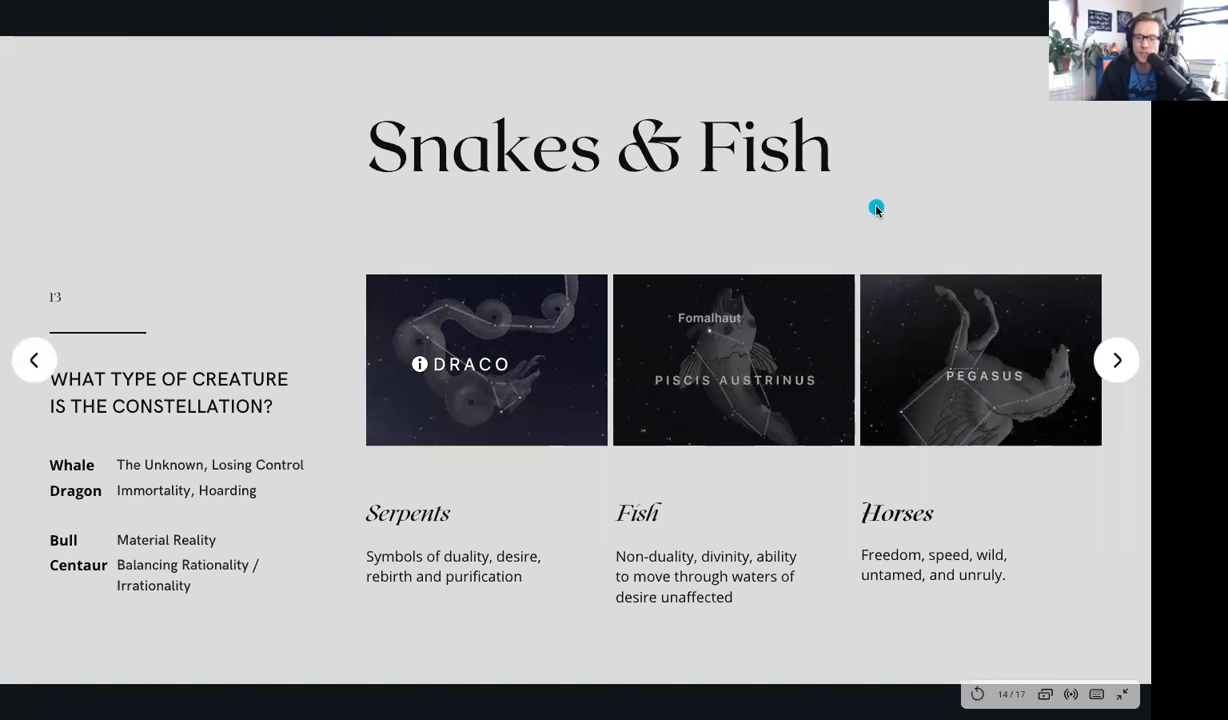 Snakes & Fish
13
WHAT TYPE OF CREATURE
IS THE CONSTELLATION?
Whale The Unknown, Losing Control
Dragon Immortality, Hoarding
Bull Material Reality
Centaur Balancing Rationality /
Irrationality
DRACO
Fomalhaut
PISCIS AUSTRINUS
PEGASUS
Serpents
Symbols of duality, desire,
rebirth and purification
Fish
Non-duality, divinity, ability
to move through waters of
desire unaffected
Horses
Freedom, speed, wild,
untamed, and unruly.
14 / 17